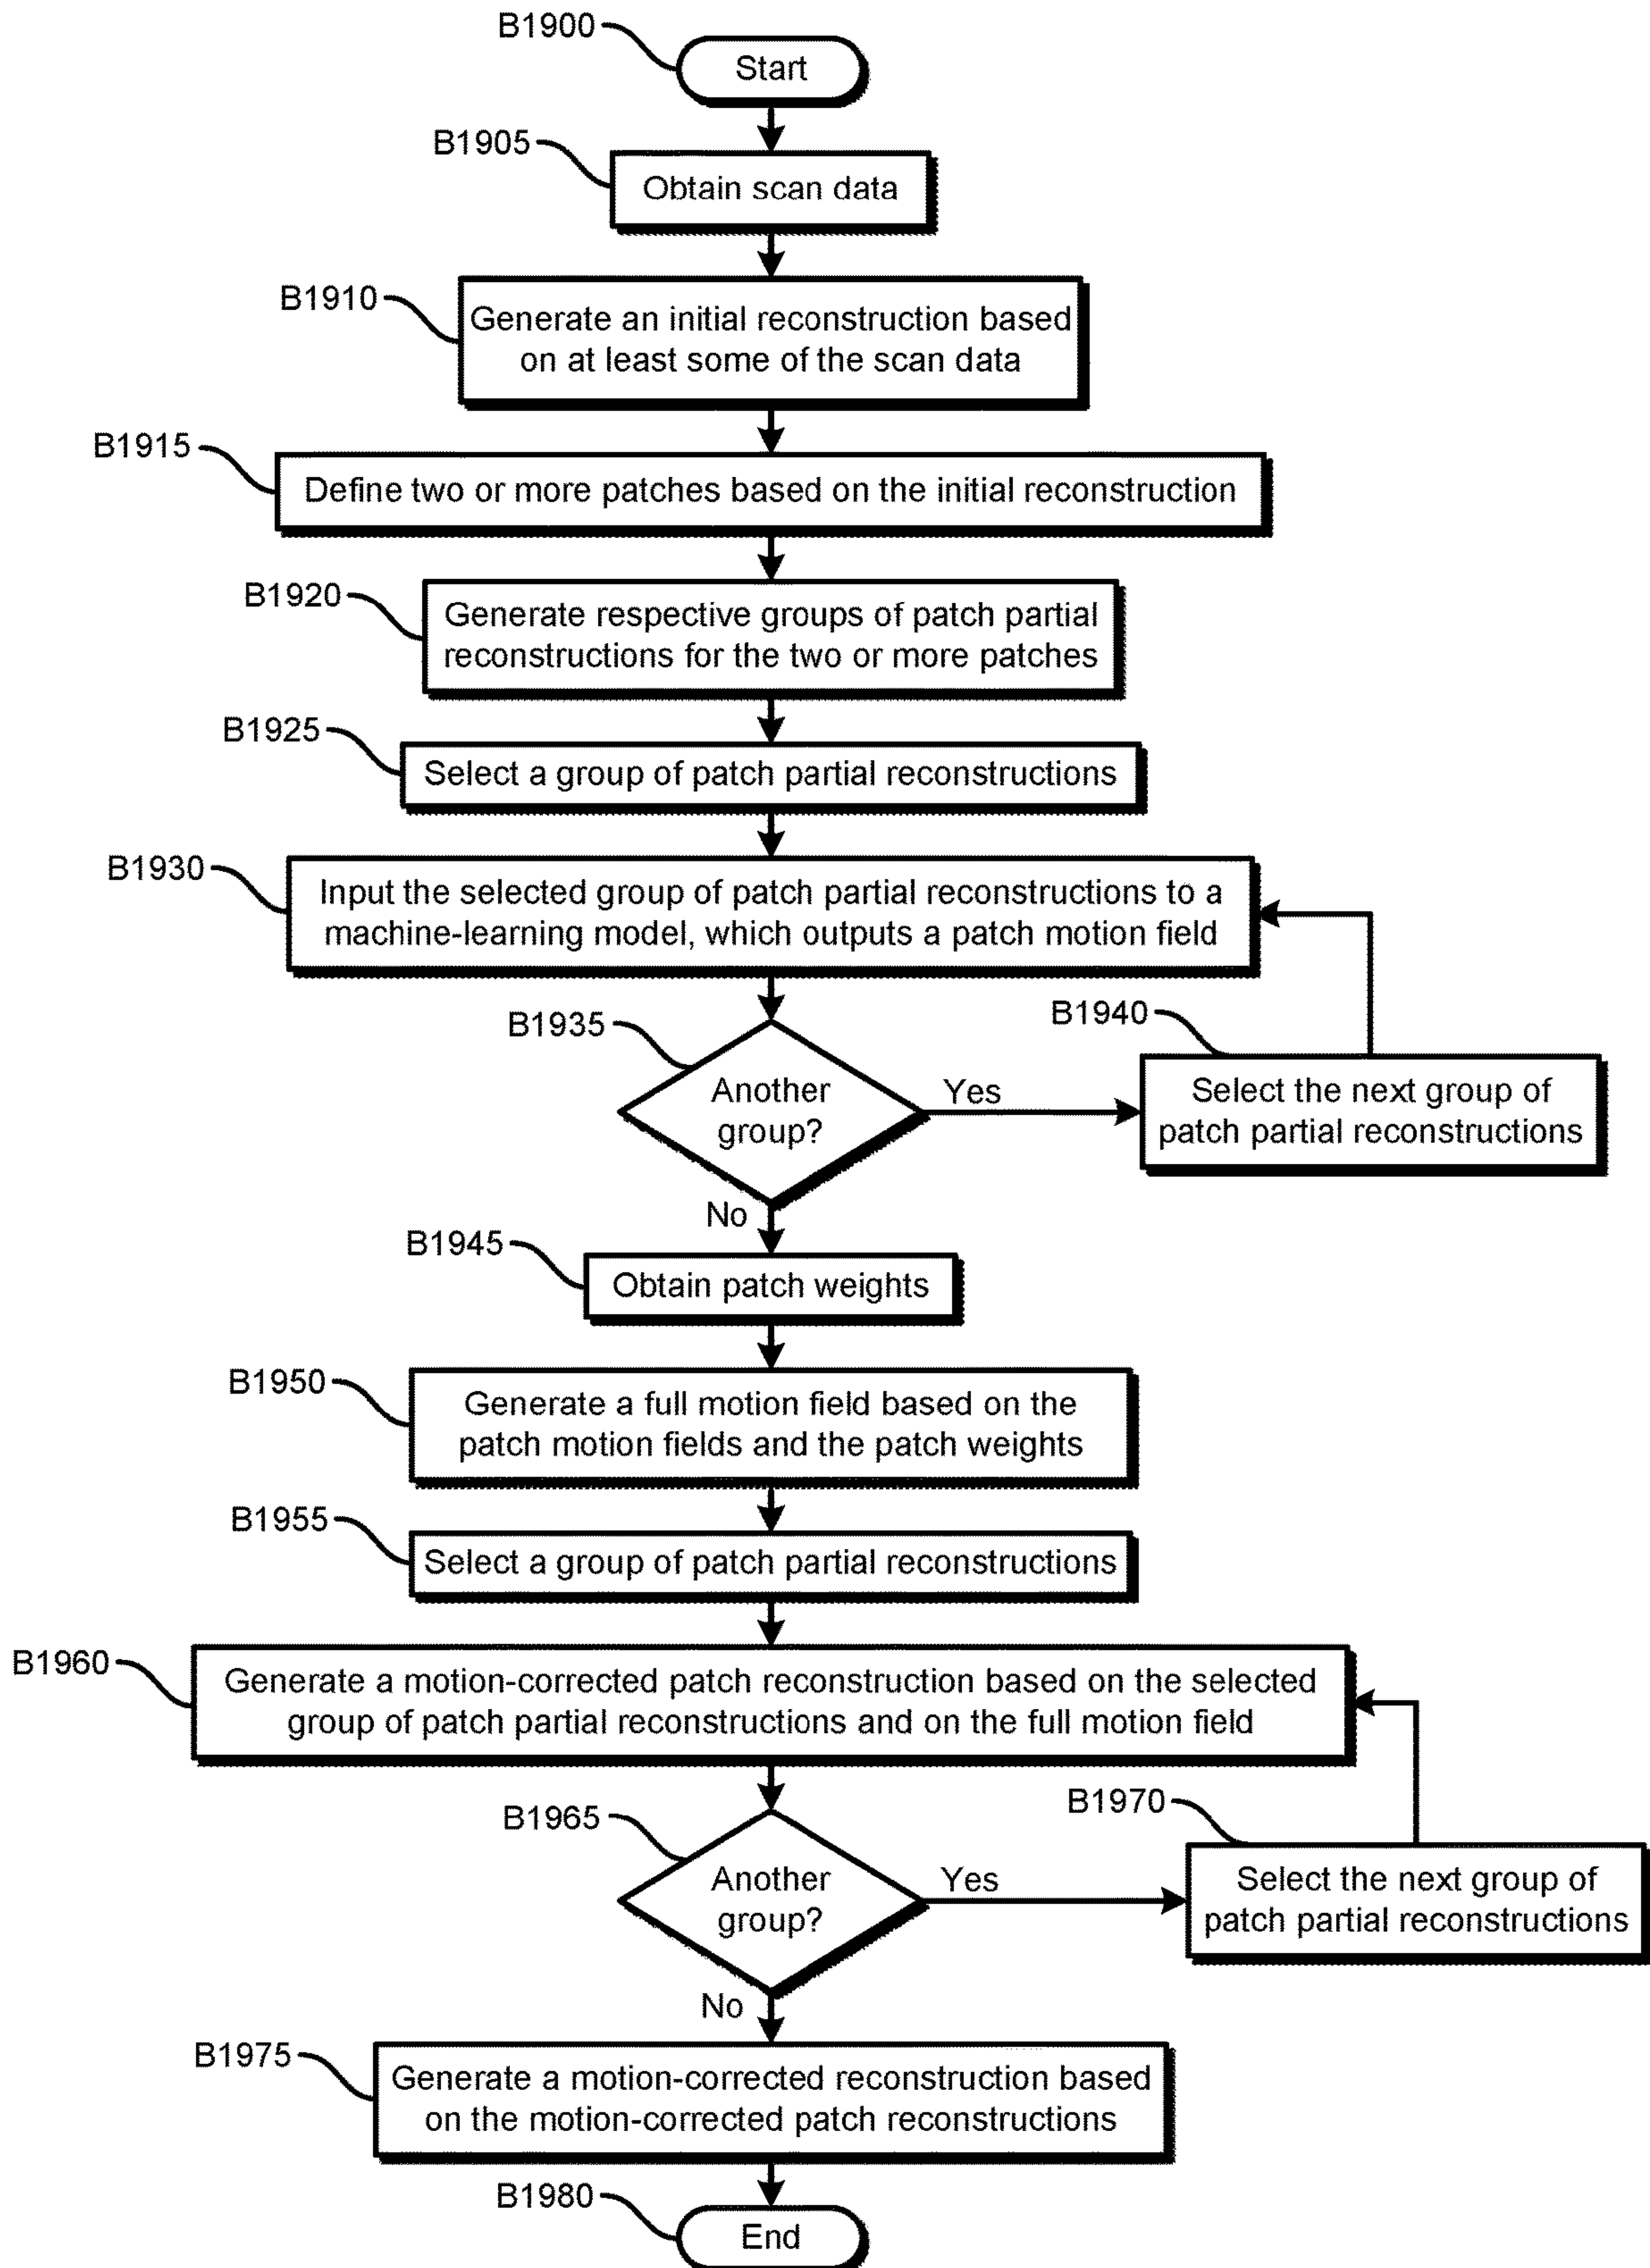 B1900
Start
B1905
Obtain scan data
B1910
Generate an initial reconstruction based
on at least some of the scan data
B1915
Define two or more patches based on the initial reconstruction
B1920
Generate respective groups of patch partial
reconstructions for the two or more patches
B1925
Select a group of patch partial reconstructions
B1930
Input the selected group of patch partial reconstructions to a
machine-learning model, which outputs a patch motion field
B1935
Another
group?
Yes
B1940
Select the next group of
patch partial reconstructions
No
B1945
Obtain patch weights
B1950
Generate a full motion field based on the
patch motion fields and the patch weights
B1955
Select a group of patch partial reconstructions
B1960
Generate a motion-corrected patch reconstruction based on the selected
group of patch partial reconstructions and on the full motion field
B1965
Another
group?
Yes
B1970
Select the next group of
patch partial reconstructions
No
B1975
Generate a motion-corrected reconstruction based
on the motion-corrected patch reconstructions
B1980
End